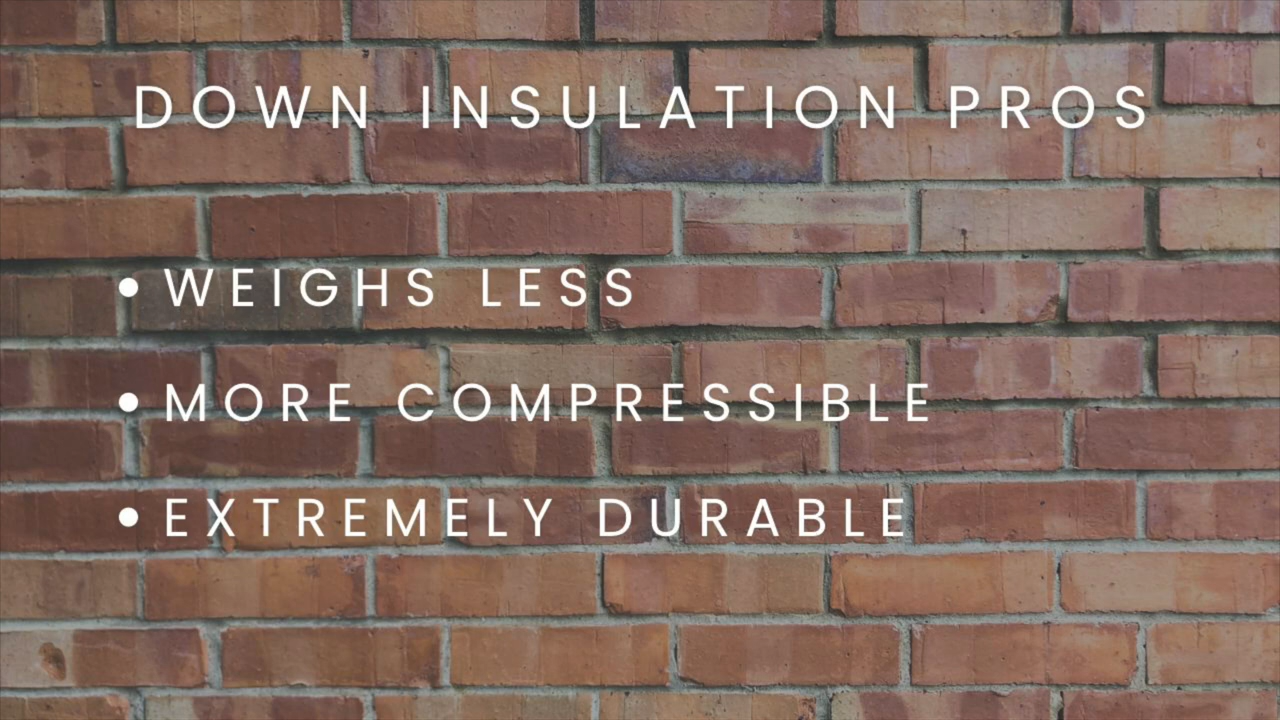 DOWN INSULATION PROS
• WEIGHS LESS
• MORE COMPRESSIBLE
• EXTREMELY DURABLE